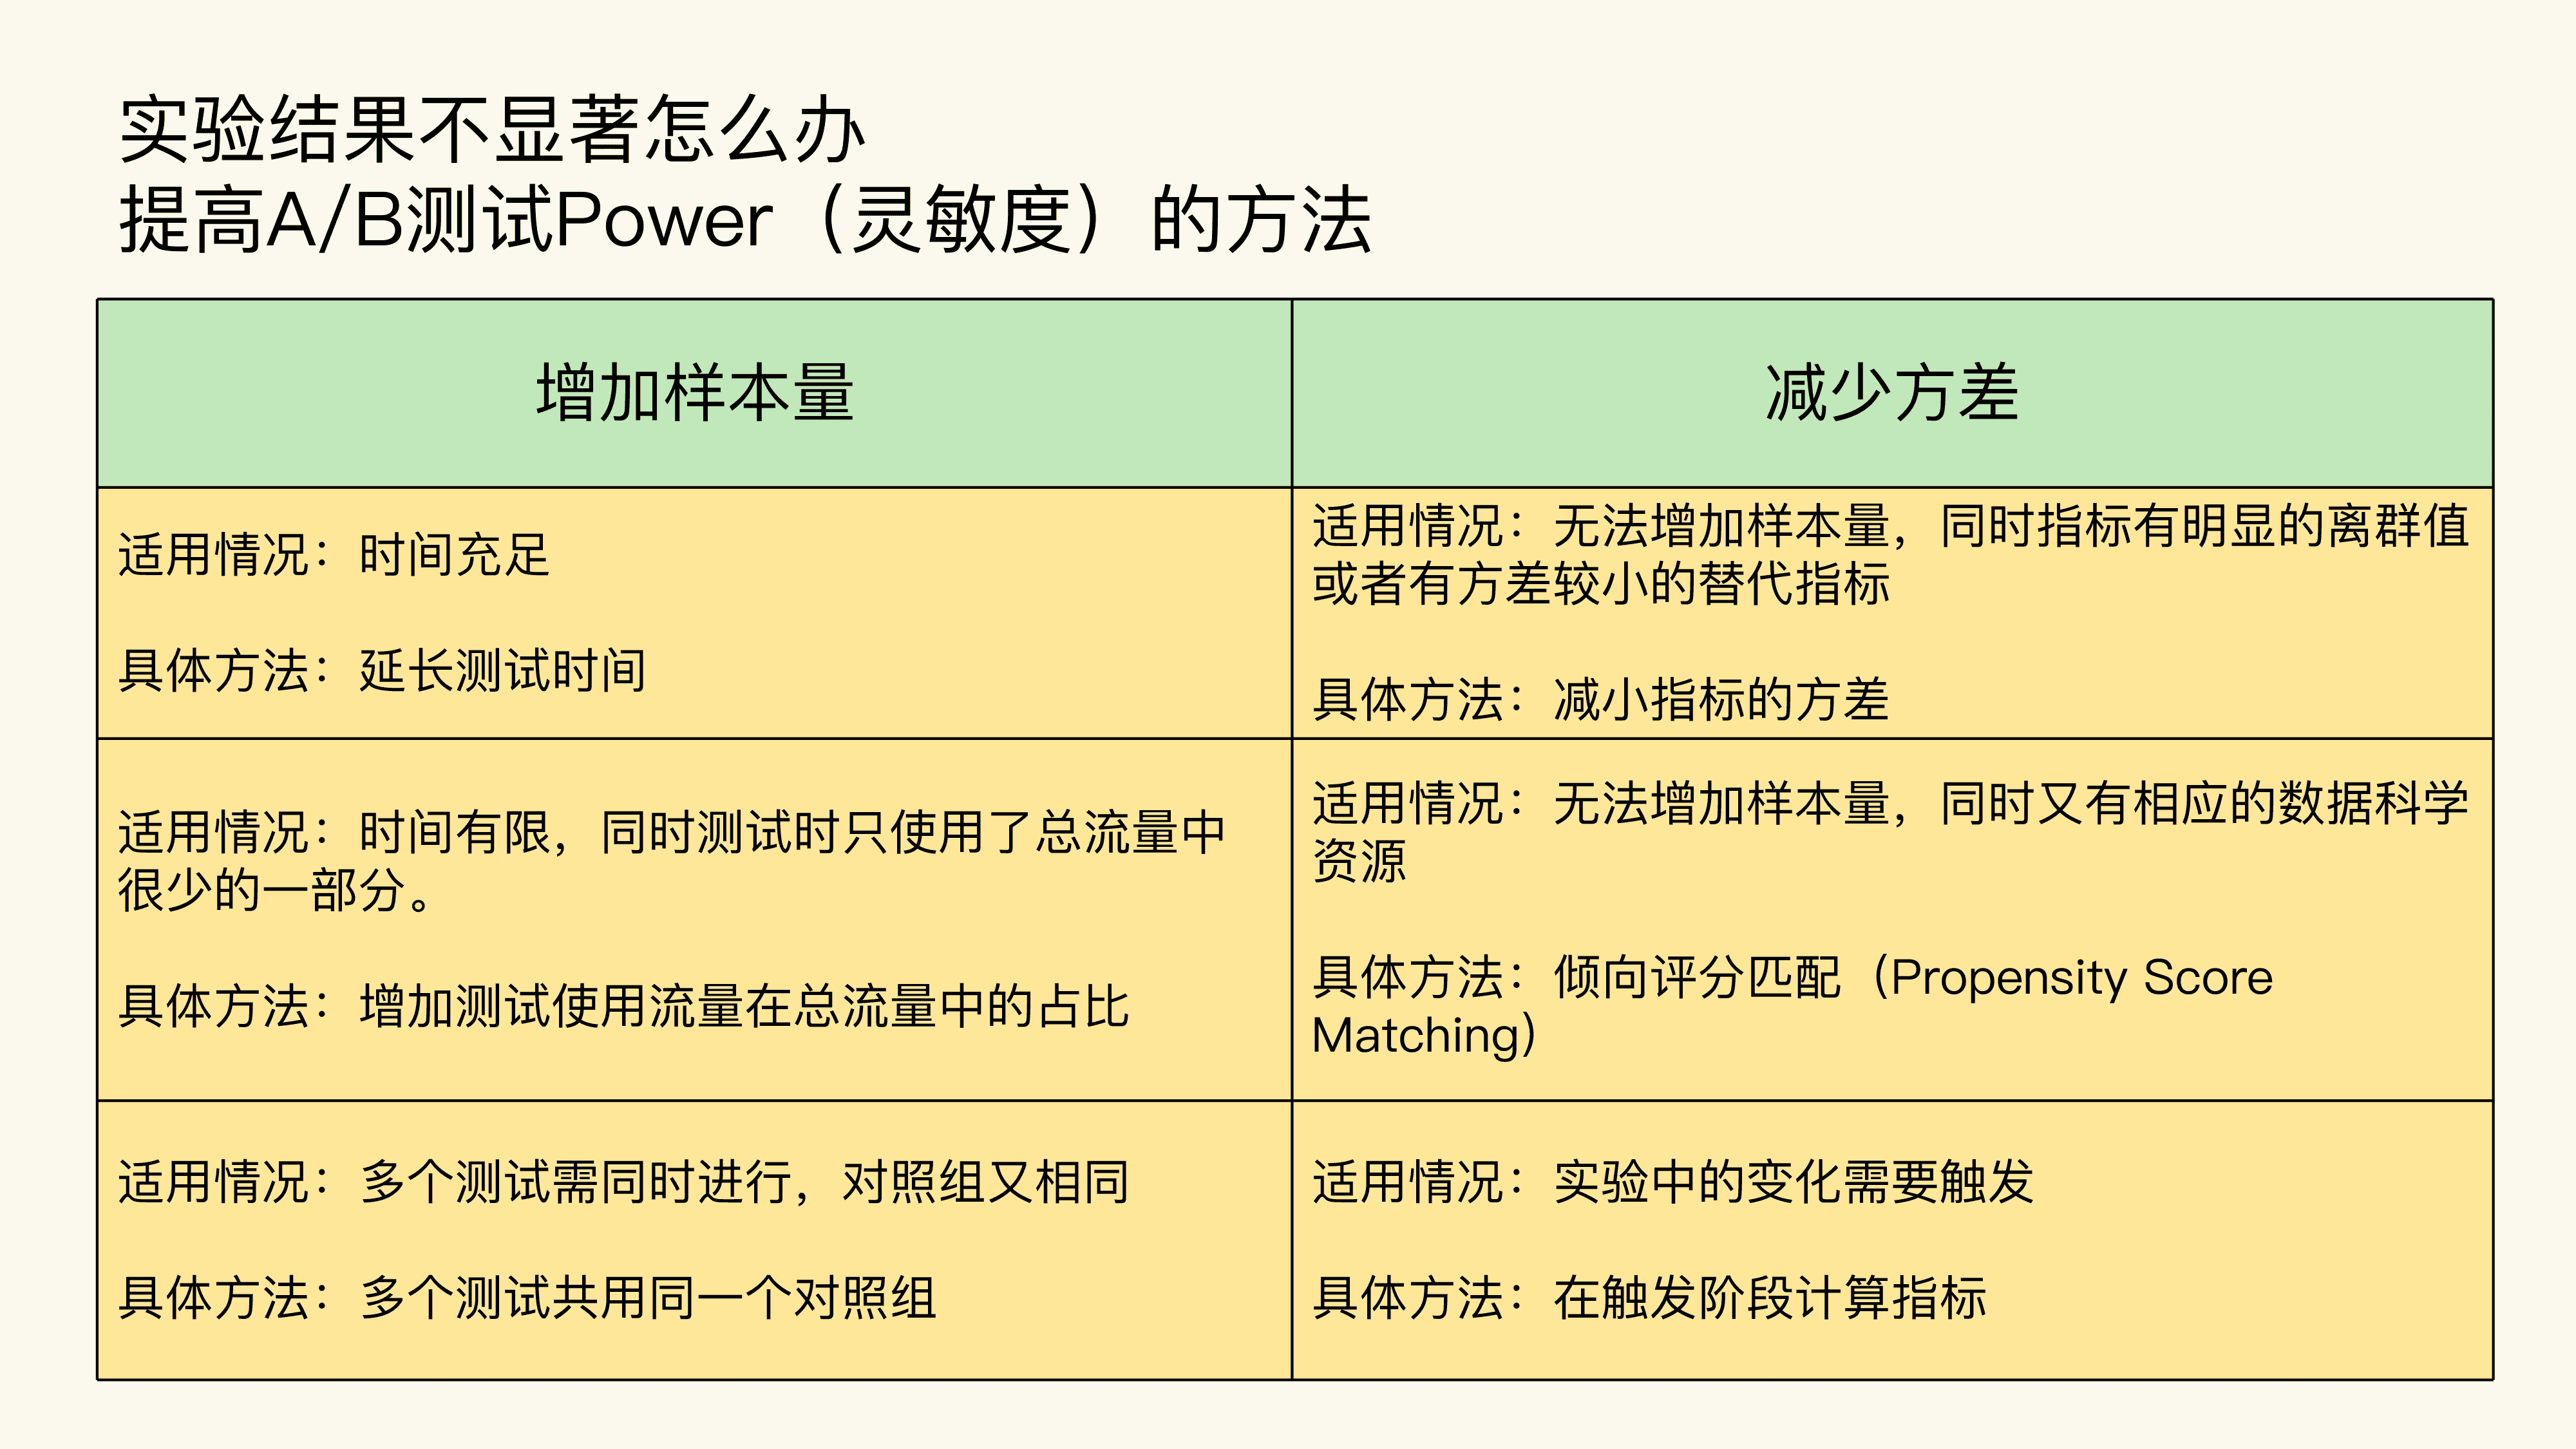 实验结果不显著怎么办
提高A/B测试Power（灵敏度）的方法
增加样本量
减少方差
适用情况：时间充足
具体方法：延长测试时间
适用情况：无法增加样本量，同时指标有明显的离群值
或者有方差较小的替代指标
具体方法：减小指标的方差
适用情况：时间有限，同时测试时只使用了总流量中
很少的一部分。
具体方法：增加测试使用流量在总流量中的占比
适用情况：无法增加样本量，同时又有相应的数据科学
资源
具体方法：倾向评分匹配（Propensity Score
Matching）
适用情况：多个测试需同时进行，对照组又相同
具体方法：多个测试共用同一个对照组
适用情况：实验中的变化需要触发
具体方法：在触发阶段计算指标